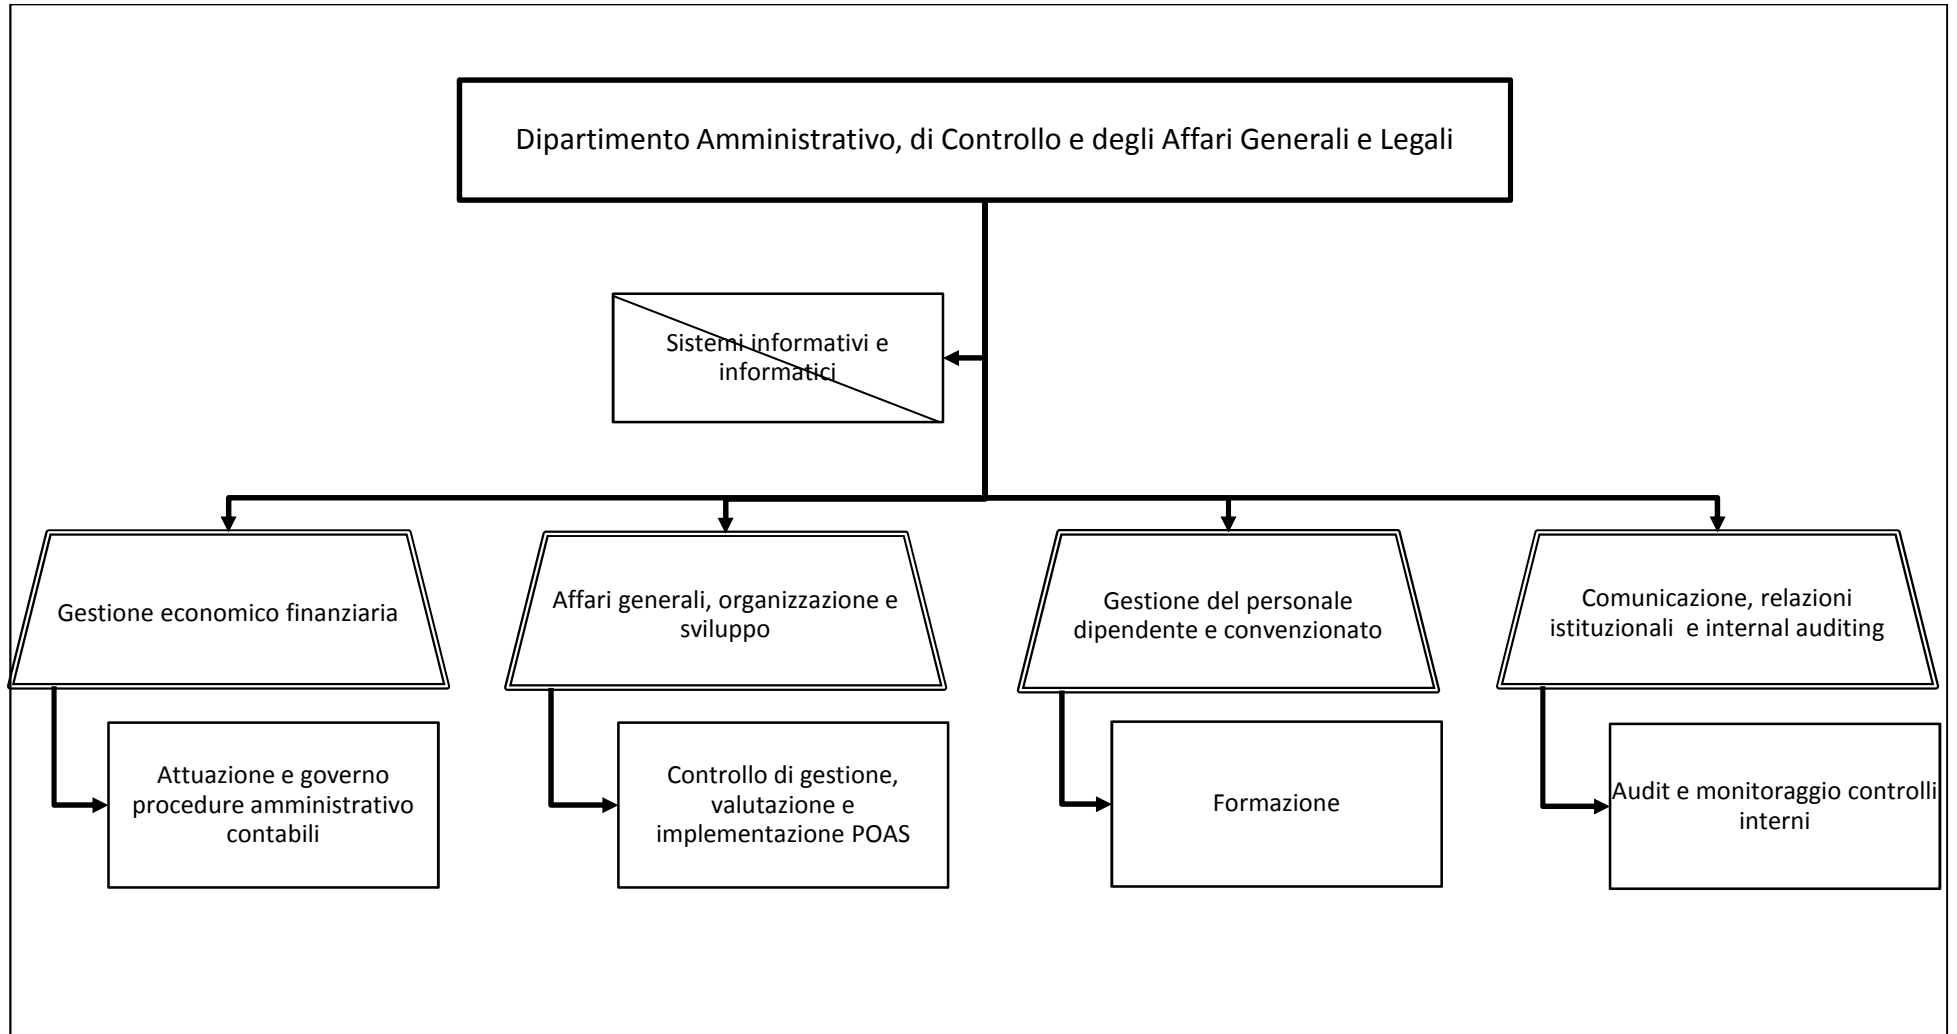 Dipartimento Amministrativo, di Controllo e degli Affari Generali e Legali
Sistemi informativi e
informatici
Gestione economico finanziaria
Affari generali, organizzazione e
sviluppo
Gestione del personale
dipendente e convenzionato
Comunicazione, relazioni
istituzionali  e internal auditing
Attuazione e governo
procedure amministrativo
contabili
Controllo di gestione,
valutazione e
implementazione POAS
Formazione
Audit e monitoraggio controlli
interni